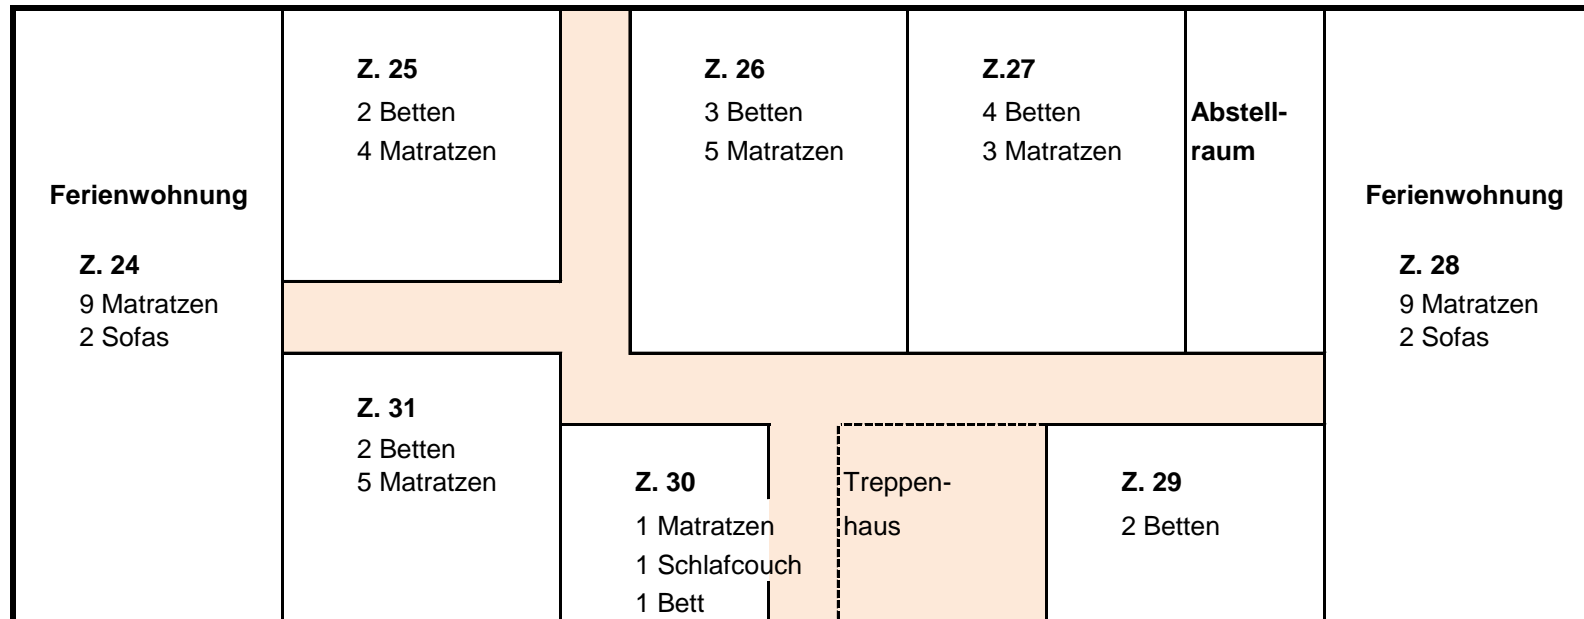 Ferienwohnung
Z. 24
9 Matratzen
2 Sofas
Z. 25
2 Betten
4 Matratzen
Z. 26
3 Betten
5 Matratzen
Z.27
4 Betten
3 Matratzen
Abstell-
raum
Ferienwohnung
Z. 28
9 Matratzen
2 Sofas
Z. 31
2 Betten
5 Matratzen
Z. 30
1 Matratzen
1 Schlafcouch
1 Bett
Treppen-
haus
Z. 29
2 Betten